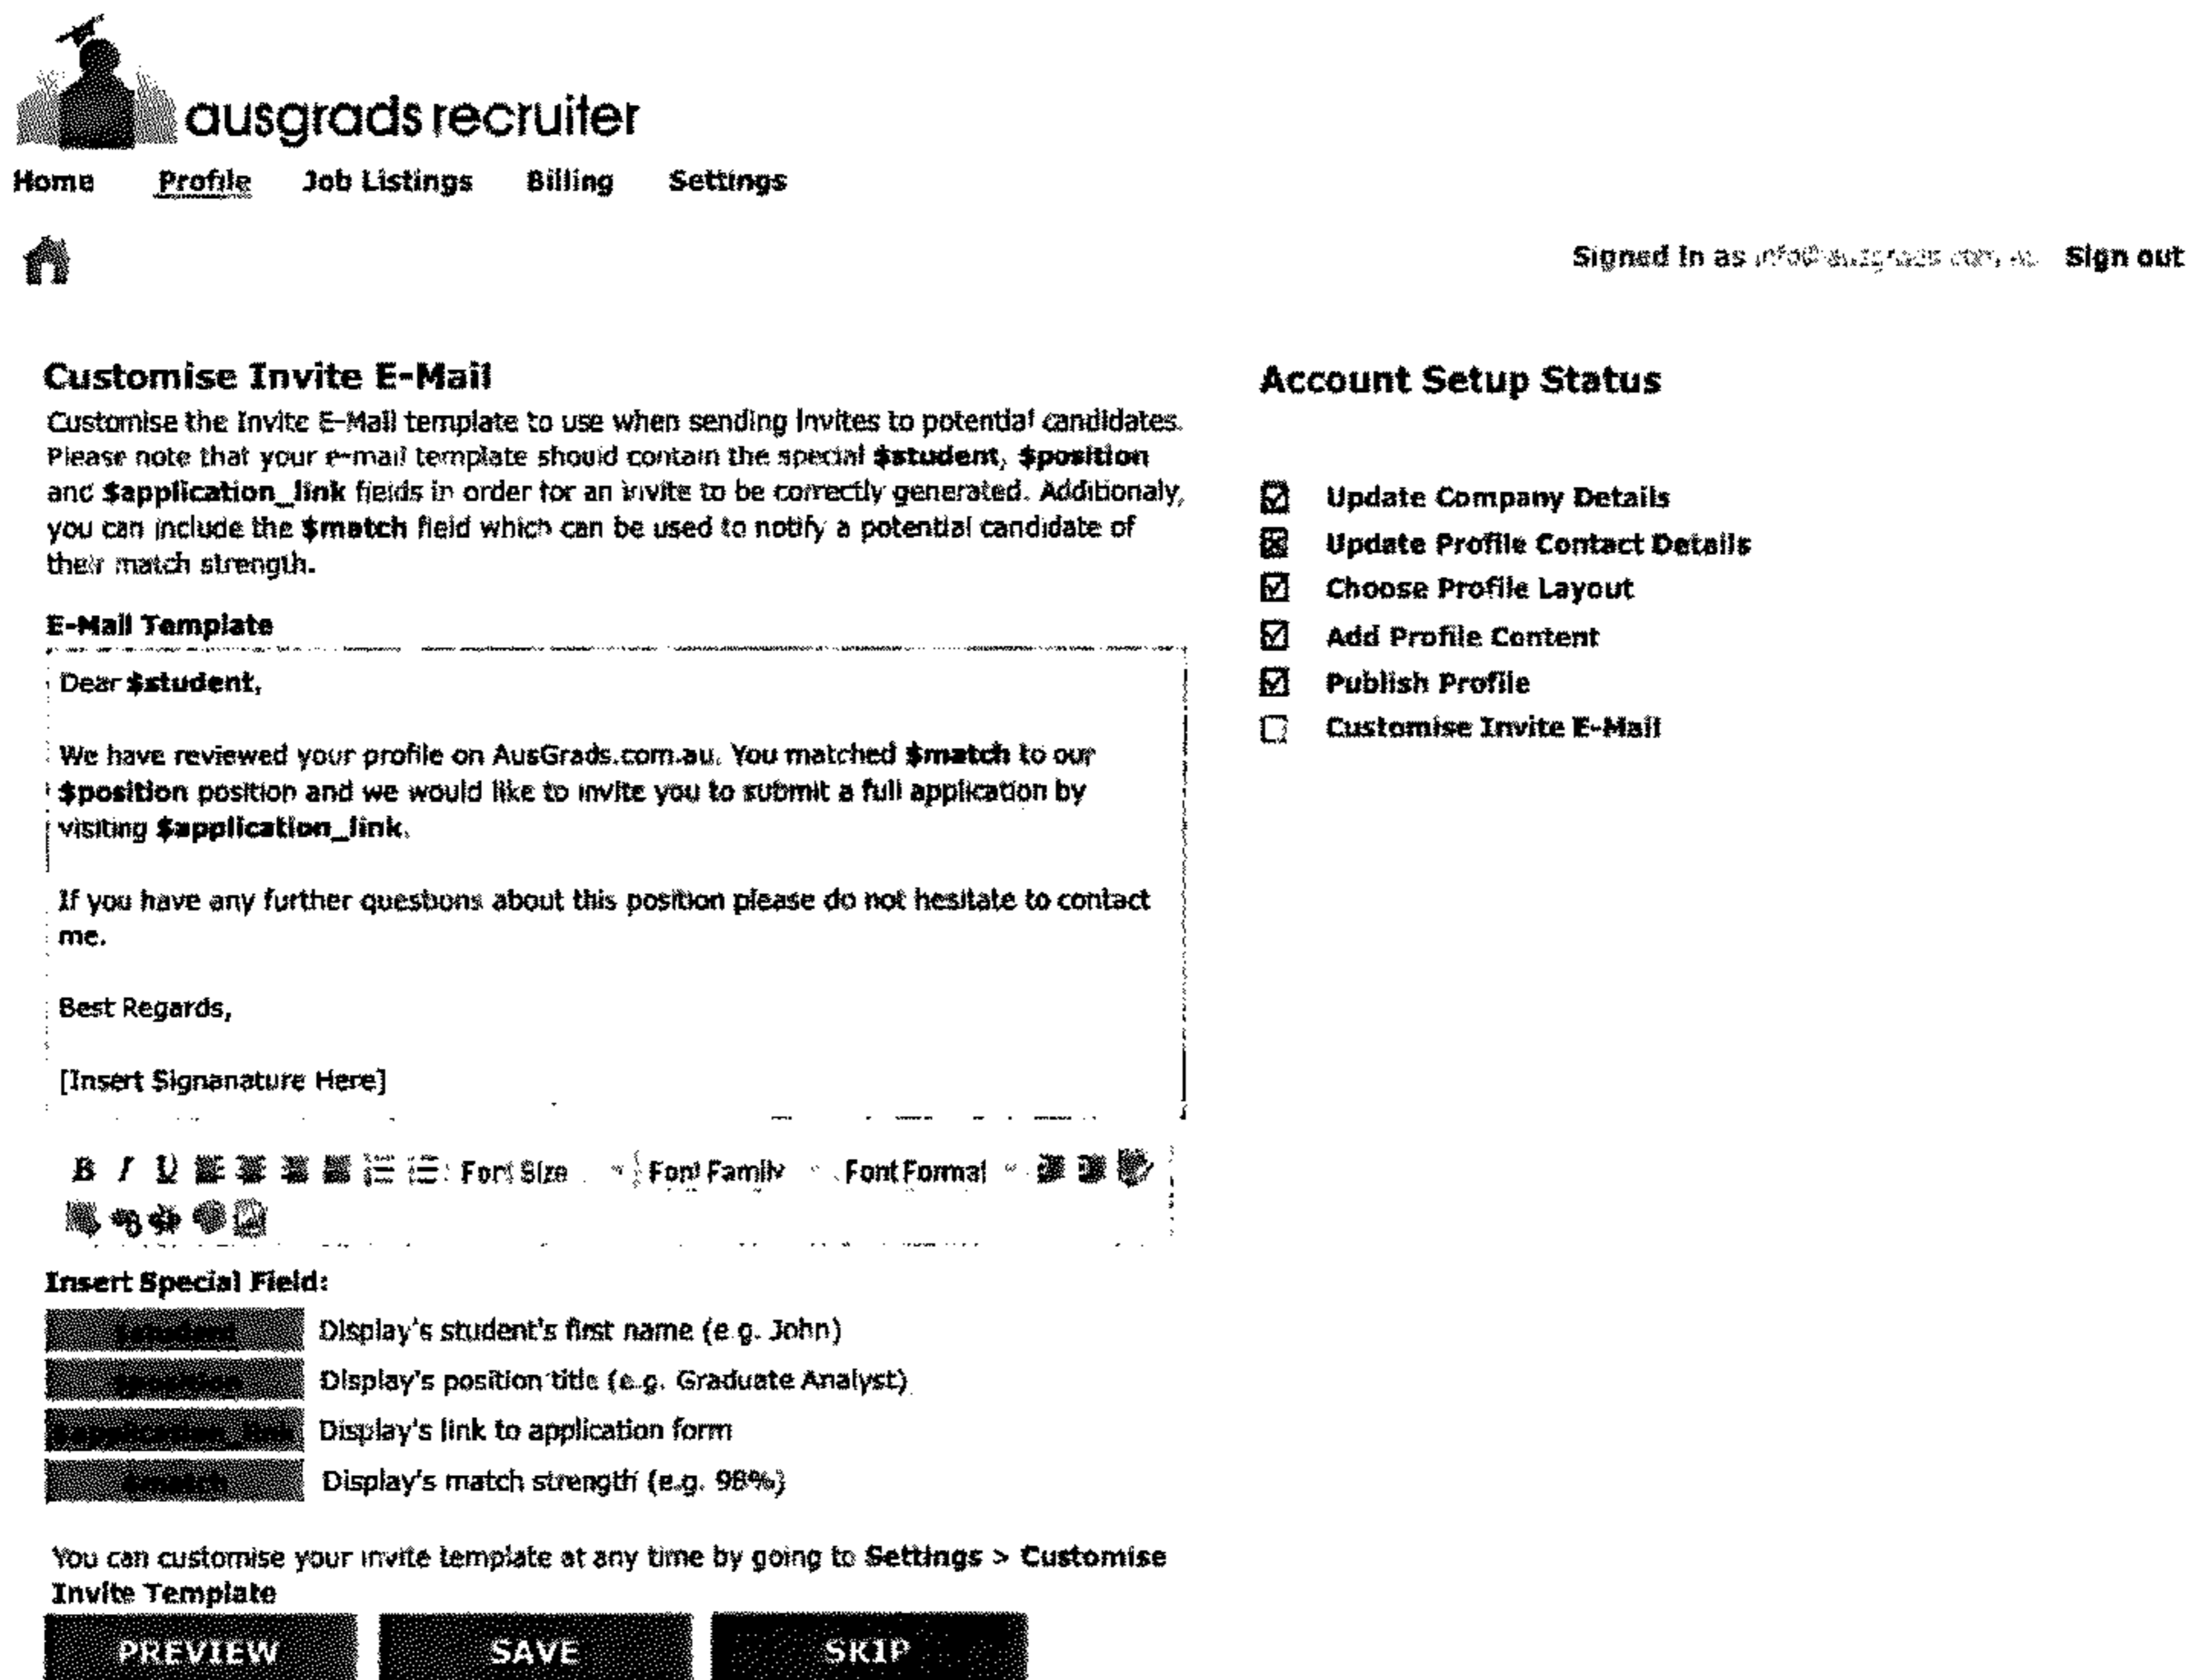 ausgrads recruiter
Home Profile Job Listings Billing Settings
Signed in as info@ausgrads.com.au Sign out
Customise Invite E-Mail
Customise the Invite E-Mail template to use when sending invites to potential candidates.
Please note that your e-mail template should contain the special $student, $position
and $application_link fields in order for an invite to be correctly generated. Additionaly,
you can include the $match field which can be used to notify a potential candidate of
their match strength.
E-Mail Template
Dear $student,
We have reviewed your profile on AusGrads.com.au. You matched $match to our
$position position and we would like to invite you to submit a full application by
visiting $application_link.
If you have any further questions about this position please do not hesitate to contact
me.
Best Regards,
[Insert Signanature Here]
B I U Font Size Font Family Font Format
Insert Special Field:
$student Display's student's first name (e.g. John)
$position Display's position title (e.g. Graduate Analyst)
$application_link Display's link to application form
$match Display's match strength (e.g. 98%)
You can customise your invite template at any time by going to Settings > Customise
Invite Template
PREVIEW SAVE SKIP
Account Setup Status
Update Company Details
Update Profile Contact Details
Choose Profile Layout
Add Profile Content
Publish Profile
Customise Invite E-Mail